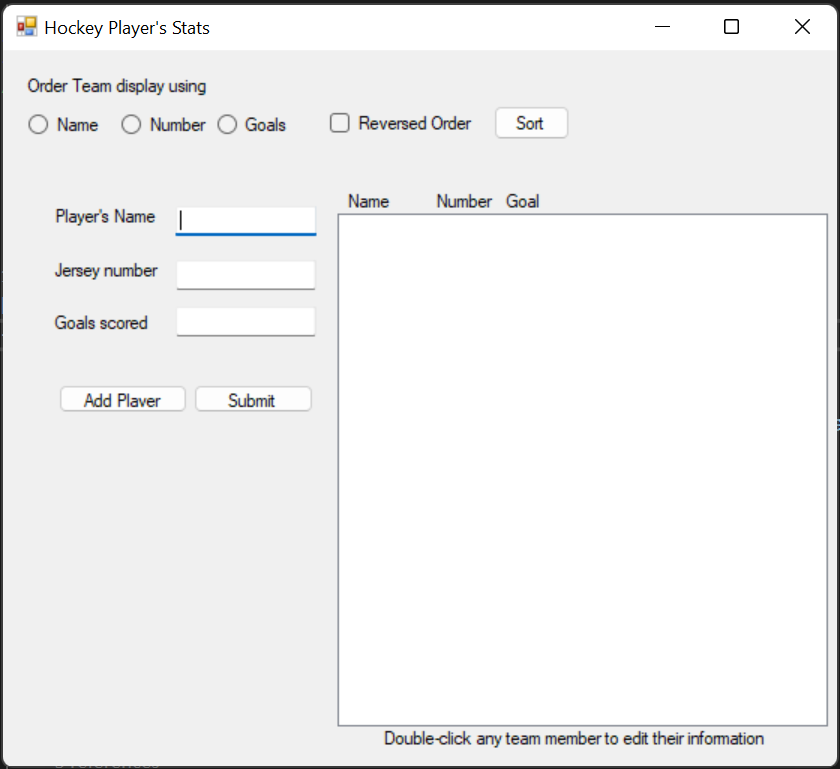 Hockey Player's Stats
Order Team display using
Name Number Goals Reversed Order Sort
Name Number Goal
Player's Name
Jersey number
Goals scored
Add Player Submit
Double-click any team member to edit their information